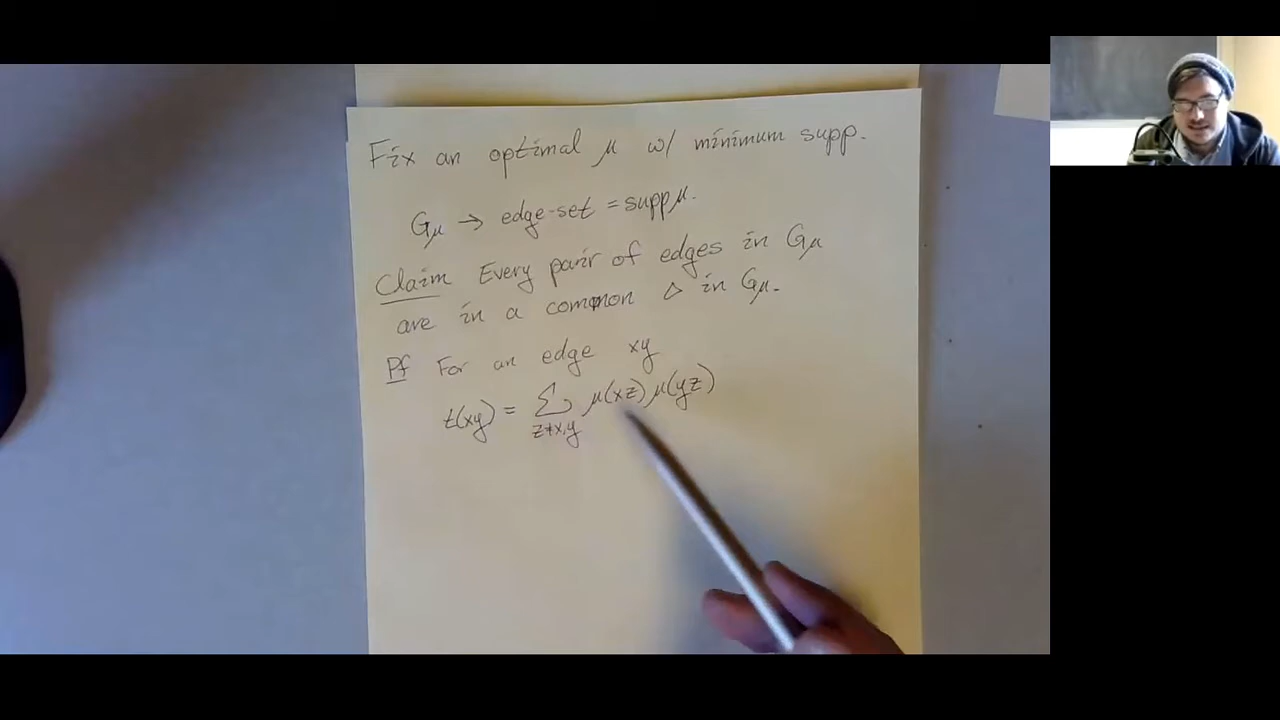 Fix an optimal μ w/ minimum supp.
Gμ → edge-set = supp μ.
Claim Every pair of edges in Gμ
are in a common △ in Gμ.
Pf For an edge xy
t(xy) = Σ μ(xz) μ(yz)
z≠x,y